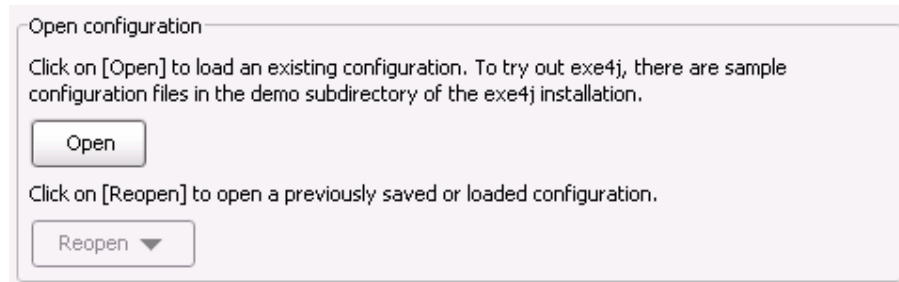 Open configuration
Click on [Open] to load an existing configuration. To try out exe4j, there are sample
configuration files in the demo subdirectory of the exe4j installation.
Open
Click on [Reopen] to open a previously saved or loaded configuration.
Reopen